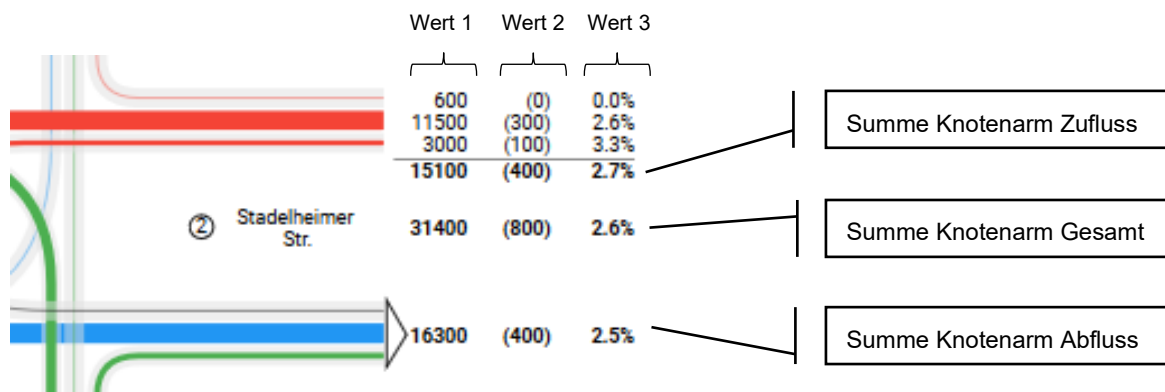 Wert 1 Wert 2 Wert 3
600 (0) 0.0%
11500 (300) 2.6%
3000 (100) 3.3%
15100 (400) 2.7%
Summe Knotenarm Zufluss
② Stadelheimer
Str.
31400 (800) 2.6%
Summe Knotenarm Gesamt
16300 (400) 2.5%
Summe Knotenarm Abfluss